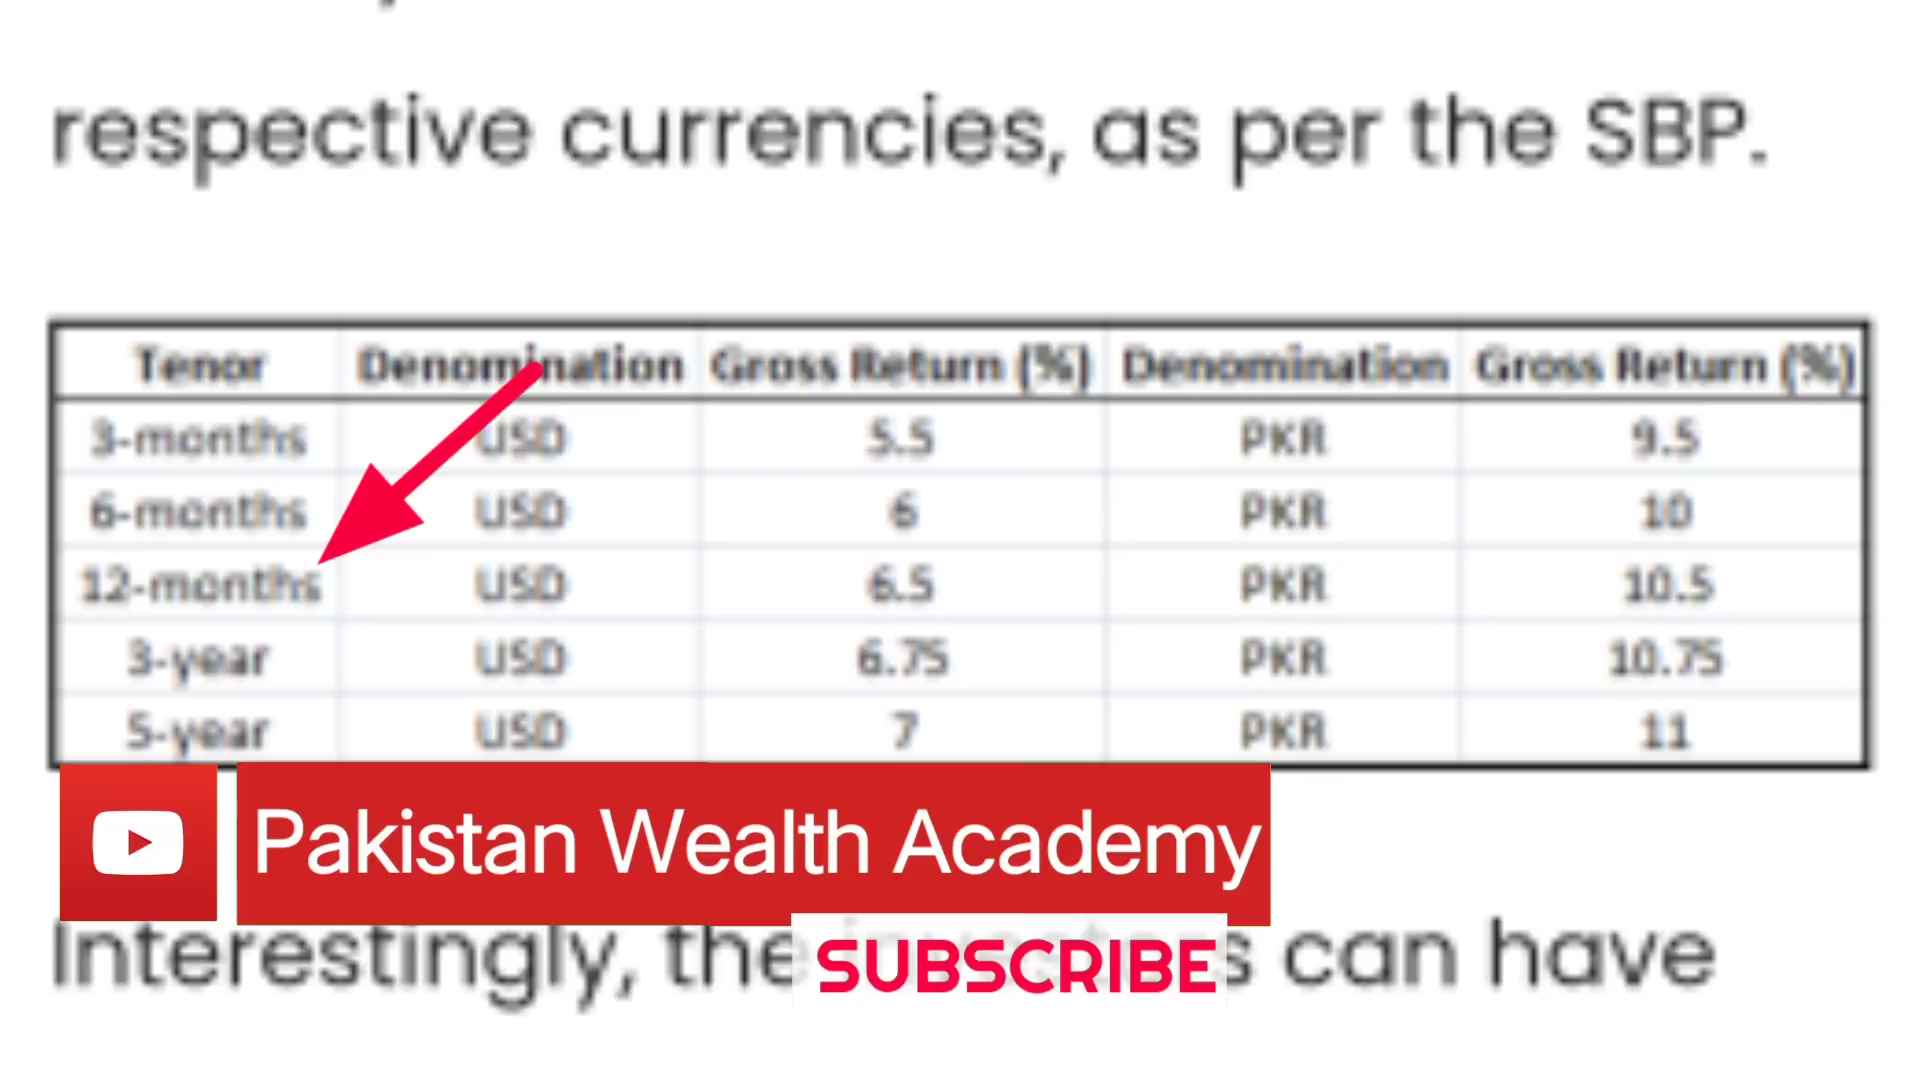 respective currencies, as per the SBP.
Tenor Denomination Gross Return (%) Denomination Gross Return (%)
3-months USD 5.5 PKR 9.5
6-months USD 6 PKR 10
12-months USD 6.5 PKR 10.5
3-year USD 6.75 PKR 10.75
5-year USD 7 PKR 11
Pakistan Wealth Academy
Interestingly, the can have
SUBSCRIBE